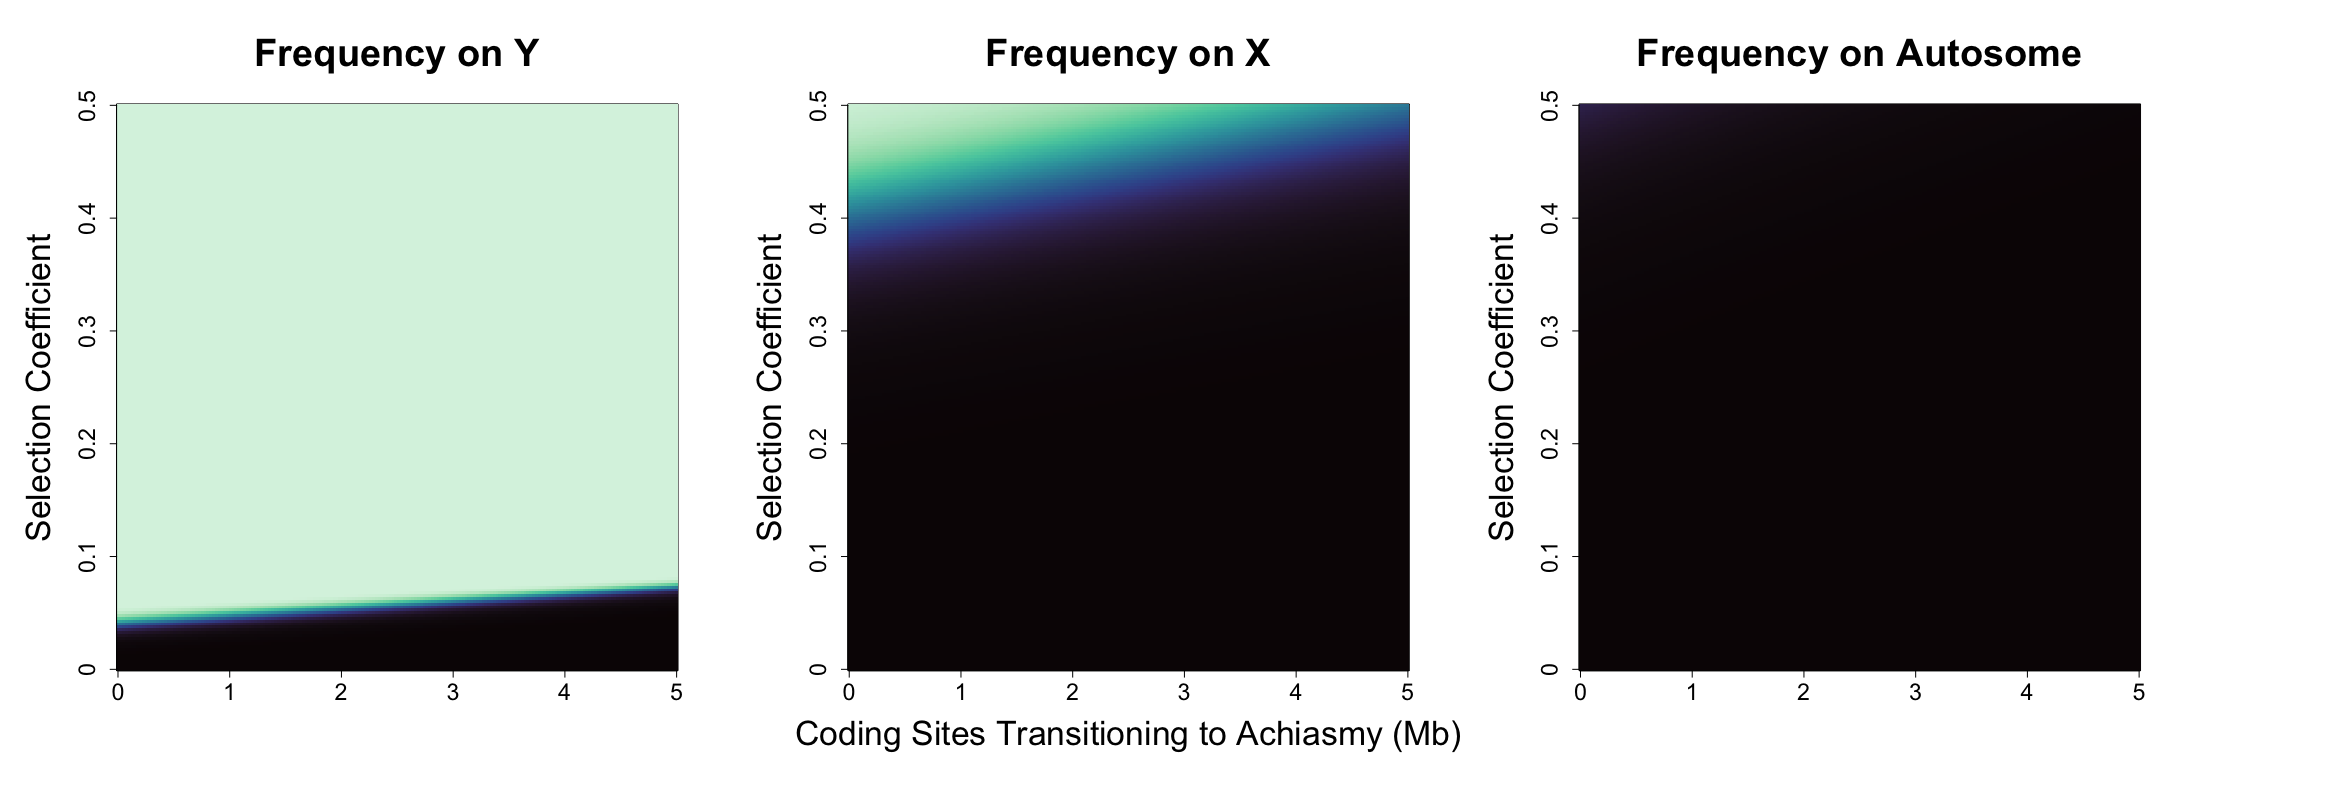 Frequency on Y
Frequency on X
Frequency on Autosome
Selection Coefficient
0.5
0.4
0.3
0.2
0.1
0
0 1 2 3 4 5
Selection Coefficient
0.5
0.4
0.3
0.2
0.1
0
0 1 2 3 4 5
Selection Coefficient
0.5
0.4
0.3
0.2
0.1
0
0 1 2 3 4 5
Coding Sites Transitioning to Achiasmy (Mb)